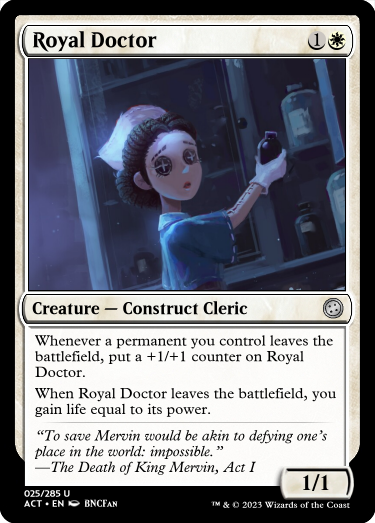 Royal Doctor 1
Creature — Construct Cleric
Whenever a permanent you control leaves the
battlefield, put a +1/+1 counter on Royal
Doctor.
When Royal Doctor leaves the battlefield, you
gain life equal to its power.
“To save Mervin would be akin to defying one’s
place in the world: impossible.”
—The Death of King Mervin, Act I
1/1
025/285 U
ACT • EN BNCFAN
™ & © 2023 Wizards of the Coast